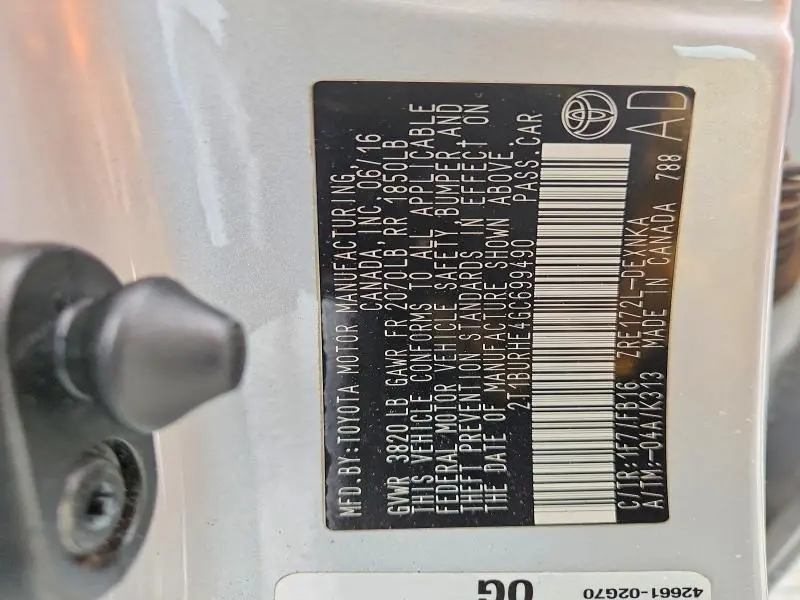 MFD.BY:TOYOTA MOTOR MANUFACTURING,
CANADA,INC.06/16
GVWR 3820LB GAWR FR 2070LB,RR 1850LB
THIS VEHICLE CONFORMS TO ALL APPLICABLE
FEDERAL MOTOR VEHICLE SAFETY,BUMPER,AND
THEFT PREVENTION STANDARDS IN EFFECT ON
THE DATE OF MANUFACTURE SHOWN ABOVE.
2T1BURHE4GC699490 PASS.CAR
C/TR:1F7/FB16 ZRE172L-DEXNKA AD
A/TM:-04A/K313 MADE IN CANADA 788
0G
42661-02G70